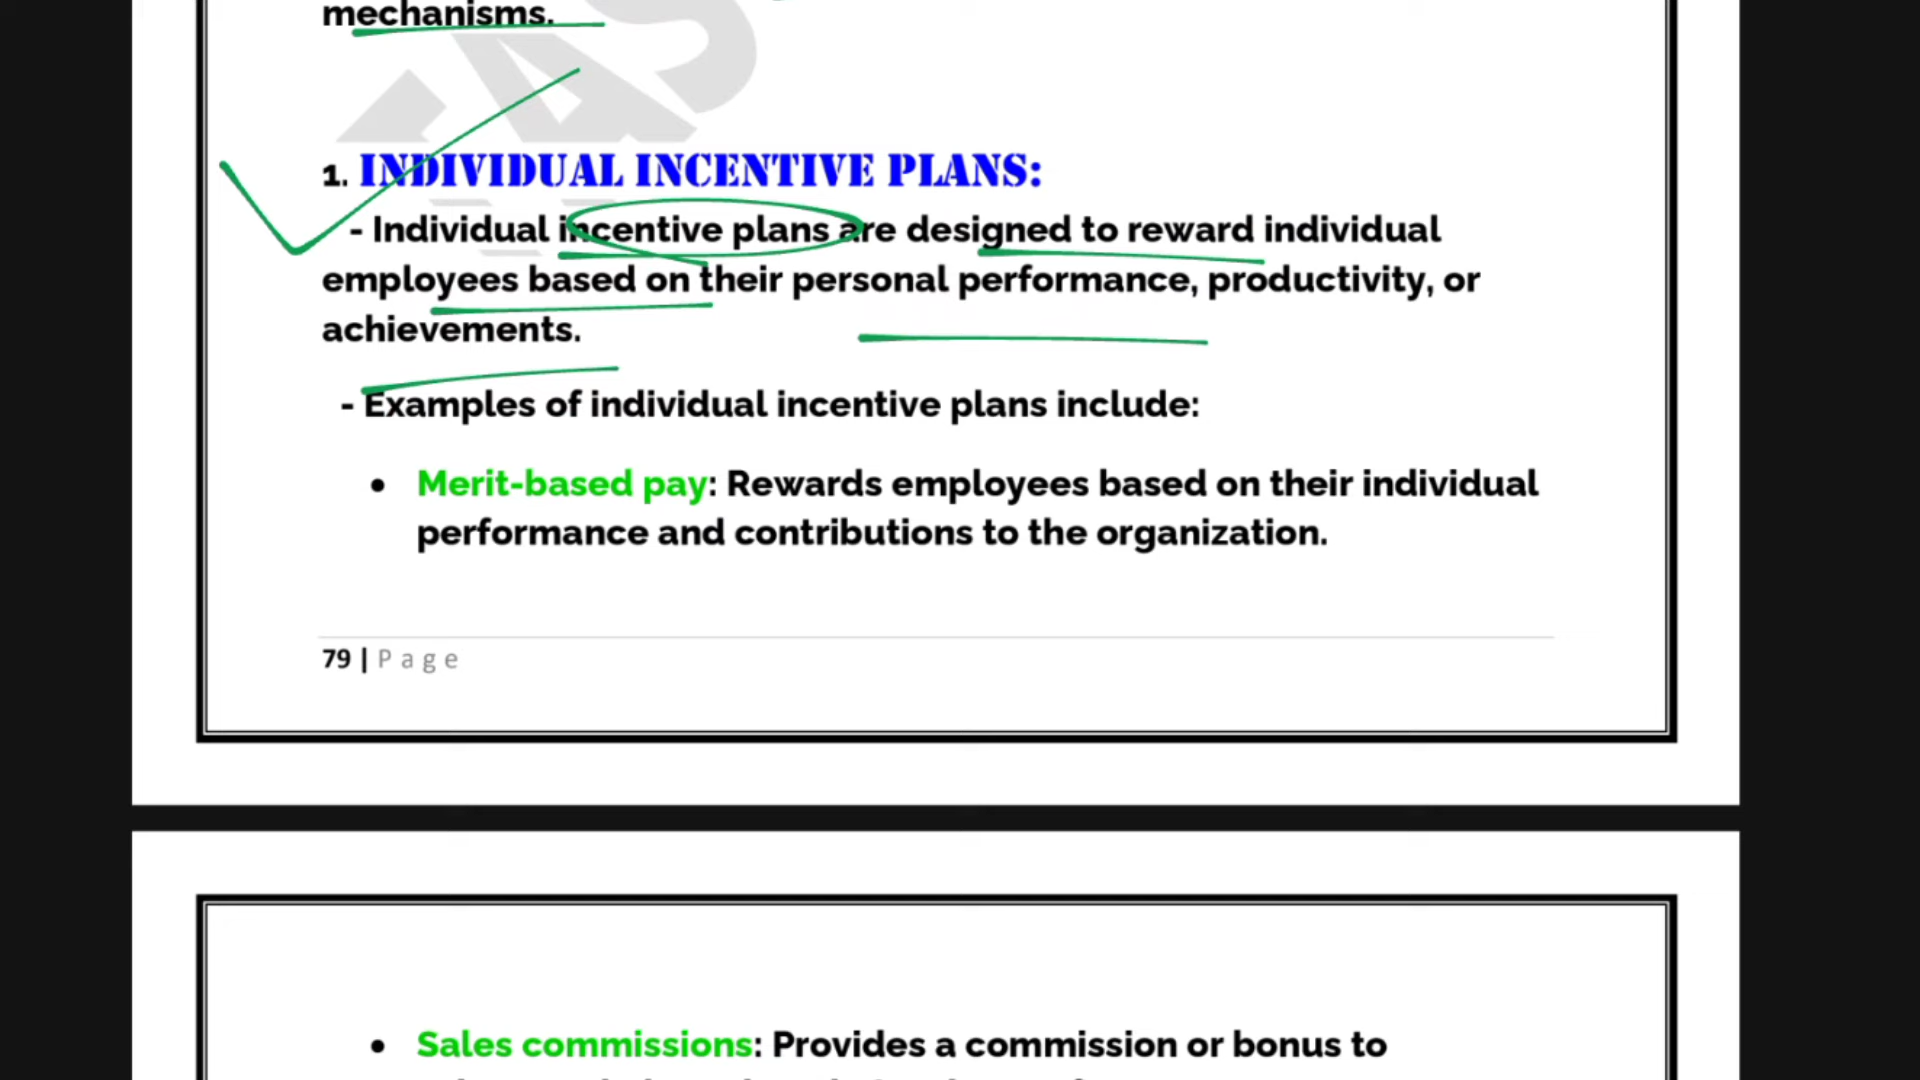 mechanisms.
1. INDIVIDUAL INCENTIVE PLANS:
- Individual incentive plans are designed to reward individual
employees based on their personal performance, productivity, or
achievements.
- Examples of individual incentive plans include:
• Merit-based pay: Rewards employees based on their individual
performance and contributions to the organization.
79 | Page
• Sales commissions: Provides a commission or bonus to